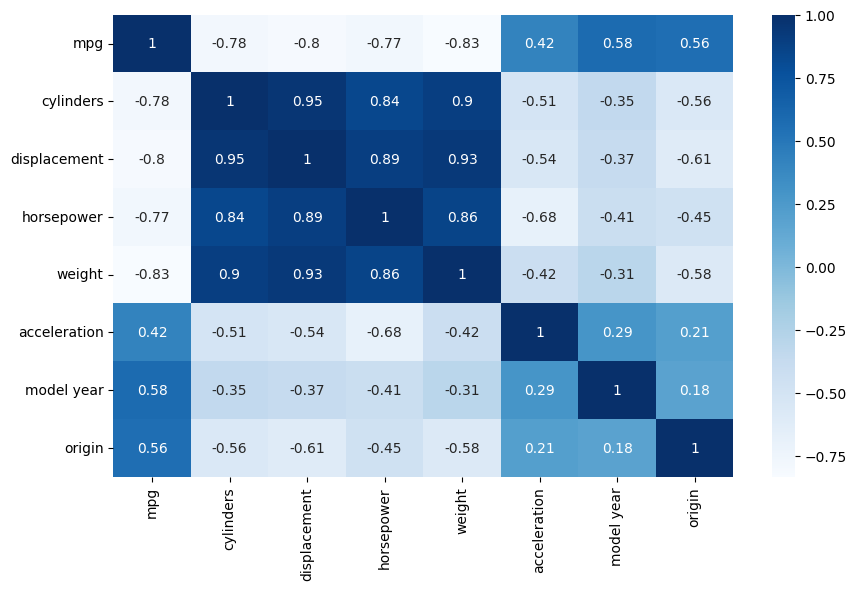 mpg 1 -0.78 -0.8 -0.77 -0.83 0.42 0.58 0.56
cylinders -0.78 1 0.95 0.84 0.9 -0.51 -0.35 -0.56
displacement -0.8 0.95 1 0.89 0.93 -0.54 -0.37 -0.61
horsepower -0.77 0.84 0.89 1 0.86 -0.68 -0.41 -0.45
weight -0.83 0.9 0.93 0.86 1 -0.42 -0.31 -0.58
acceleration 0.42 -0.51 -0.54 -0.68 -0.42 1 0.29 0.21
model year 0.58 -0.35 -0.37 -0.41 -0.31 0.29 1 0.18
origin 0.56 -0.56 -0.61 -0.45 -0.58 0.21 0.18 1
mpg cylinders displacement horsepower weight acceleration model year origin
1.00
0.75
0.50
0.25
0.00
−0.25
−0.50
−0.75